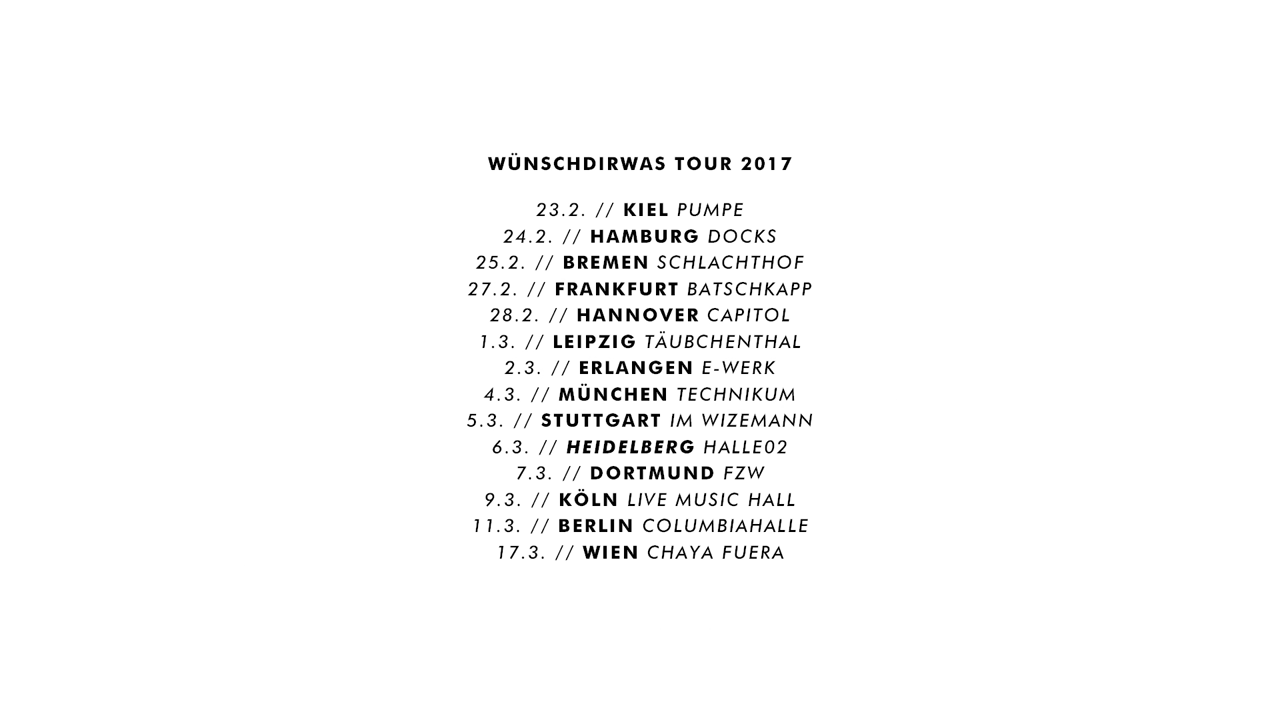 WÜNSCHDIRWAS TOUR 2017
23.2. // KIEL PUMPE
24.2. // HAMBURG DOCKS
25.2. // BREMEN SCHLACHTHOF
27.2. // FRANKFURT BATSCHKAPP
28.2. // HANNOVER CAPITOL
1.3. // LEIPZIG TÄUBCHENTHAL
2.3. // ERLANGEN E-WERK
4.3. // MÜNCHEN TECHNIKUM
5.3. // STUTTGART IM WIZEMANN
6.3. // HEIDELBERG HALLE02
7.3. // DORTMUND FZW
9.3. // KÖLN LIVE MUSIC HALL
11.3. // BERLIN COLUMBIAHALLE
17.3. // WIEN CHAYA FUERA